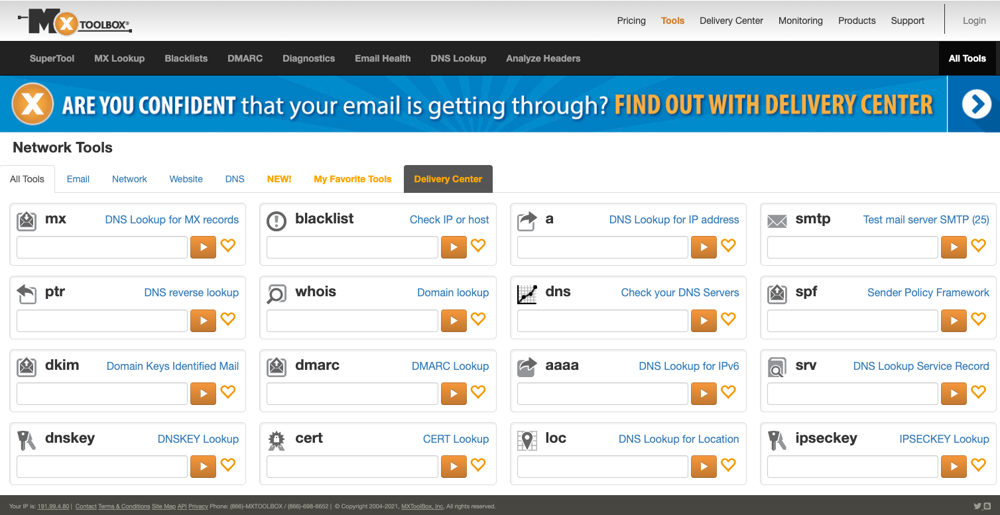 MX TOOLBOX®
Pricing Tools Delivery Center Monitoring Products Support Login
SuperTool MX Lookup Blacklists DMARC Diagnostics Email Health DNS Lookup Analyze Headers All Tools
X ARE YOU CONFIDENT that your email is getting through? FIND OUT WITH DELIVERY CENTER
Network Tools
All Tools Email Network Website DNS NEW! My Favorite Tools Delivery Center
mx DNS Lookup for MX records blacklist Check IP or host a DNS Lookup for IP address smtp Test mail server SMTP (25)
ptr DNS reverse lookup whois Domain lookup dns Check your DNS Servers spf Sender Policy Framework
dkim Domain Keys Identified Mail dmarc DMARC Lookup aaaa DNS Lookup for IPv6 srv DNS Lookup Service Record
dnskey DNSKEY Lookup cert CERT Lookup loc DNS Lookup for Location ipseckey IPSECKEY Lookup
Your IP is: 191.99.4.80 | Contact Terms & Conditions Site Map API Privacy Phone: (866)-MXTOOLBOX / (866)-698-6652 | © Copyright 2004-2021, MXToolBox, Inc, All rights reserved.